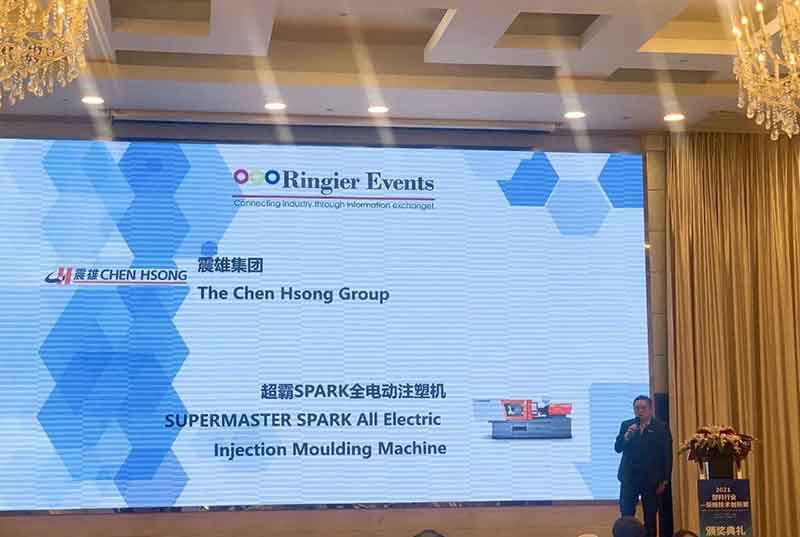 Ringier Events
Connecting industry through information exchange!
震雄 CHEN HSONG
震雄集团
The Chen Hsong Group
超霸SPARK全电动注塑机
SUPERMASTER SPARK All Electric
Injection Moulding Machine
2021
塑料行业
颁奖典礼